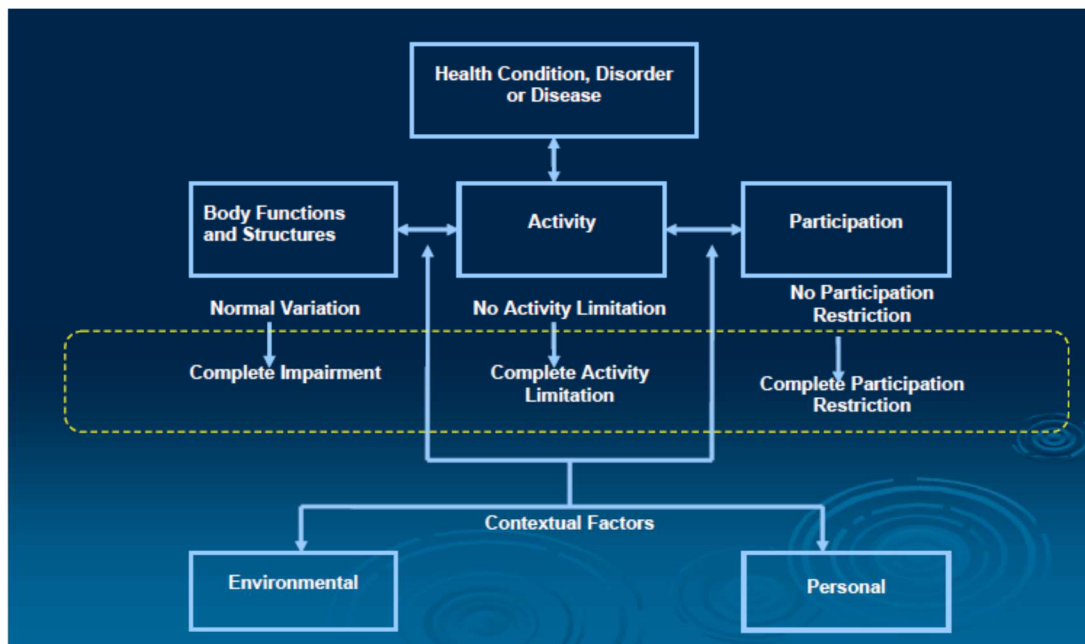 Health Condition, Disorder
or Disease
Body Functions
and Structures
Activity
Participation
Normal Variation
No Activity Limitation
No Participation
Restriction
Complete Impairment
Complete Activity
Limitation
Complete Participation
Restriction
Contextual Factors
Environmental
Personal